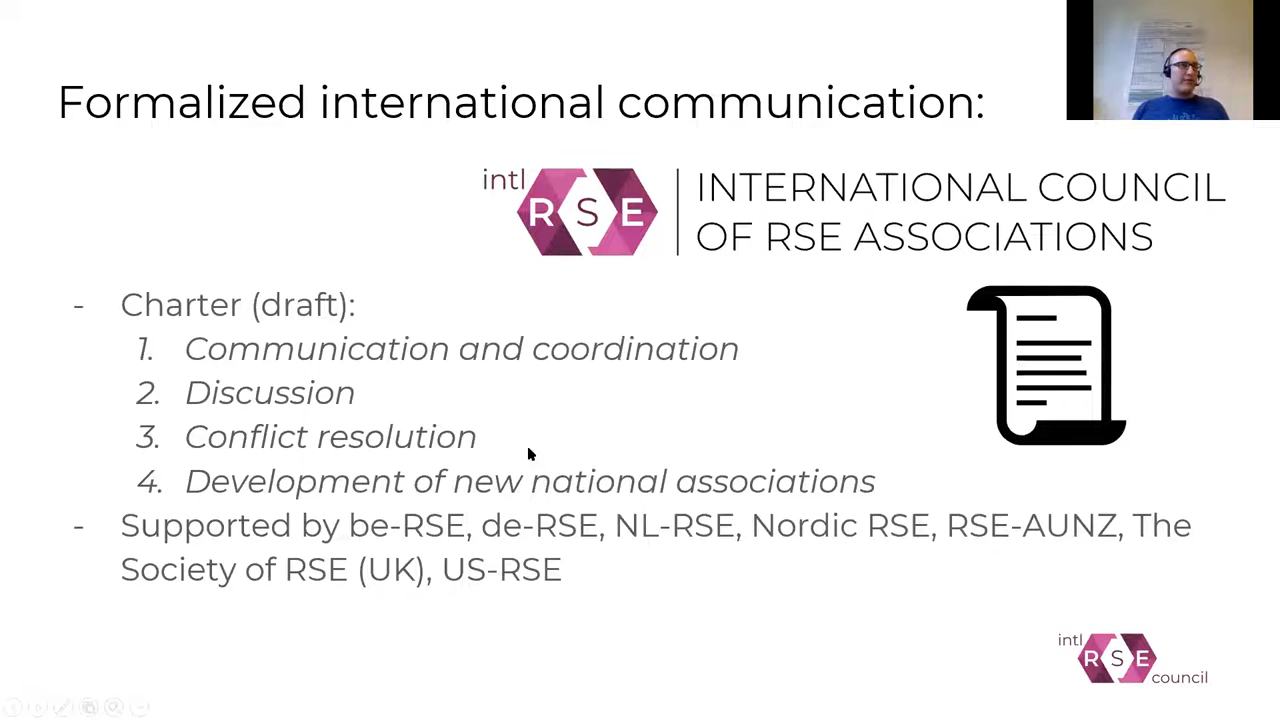 Formalized international communication:
intl
RSE
INTERNATIONAL COUNCIL
OF RSE ASSOCIATIONS
- Charter (draft):
1. Communication and coordination
2. Discussion
3. Conflict resolution
4. Development of new national associations
- Supported by be-RSE, de-RSE, NL-RSE, Nordic RSE, RSE-AUNZ, The
Society of RSE (UK), US-RSE
intl
RSE
council